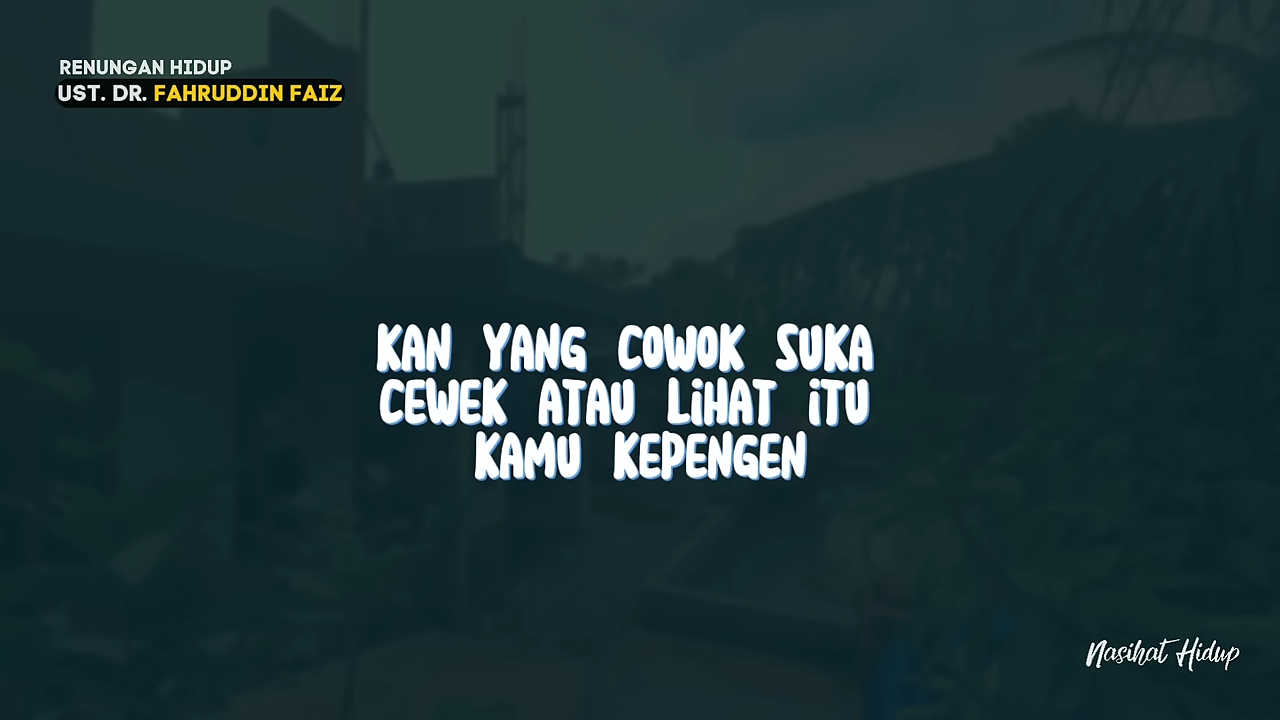 RENUNGAN HIDUP
UST. DR. FAHRUDDIN FAIZ
KAN YANG COWOK SUKA
CEWEK ATAU LiHAT iTU
KAMU KEPENGEN
Nasihat Hidup